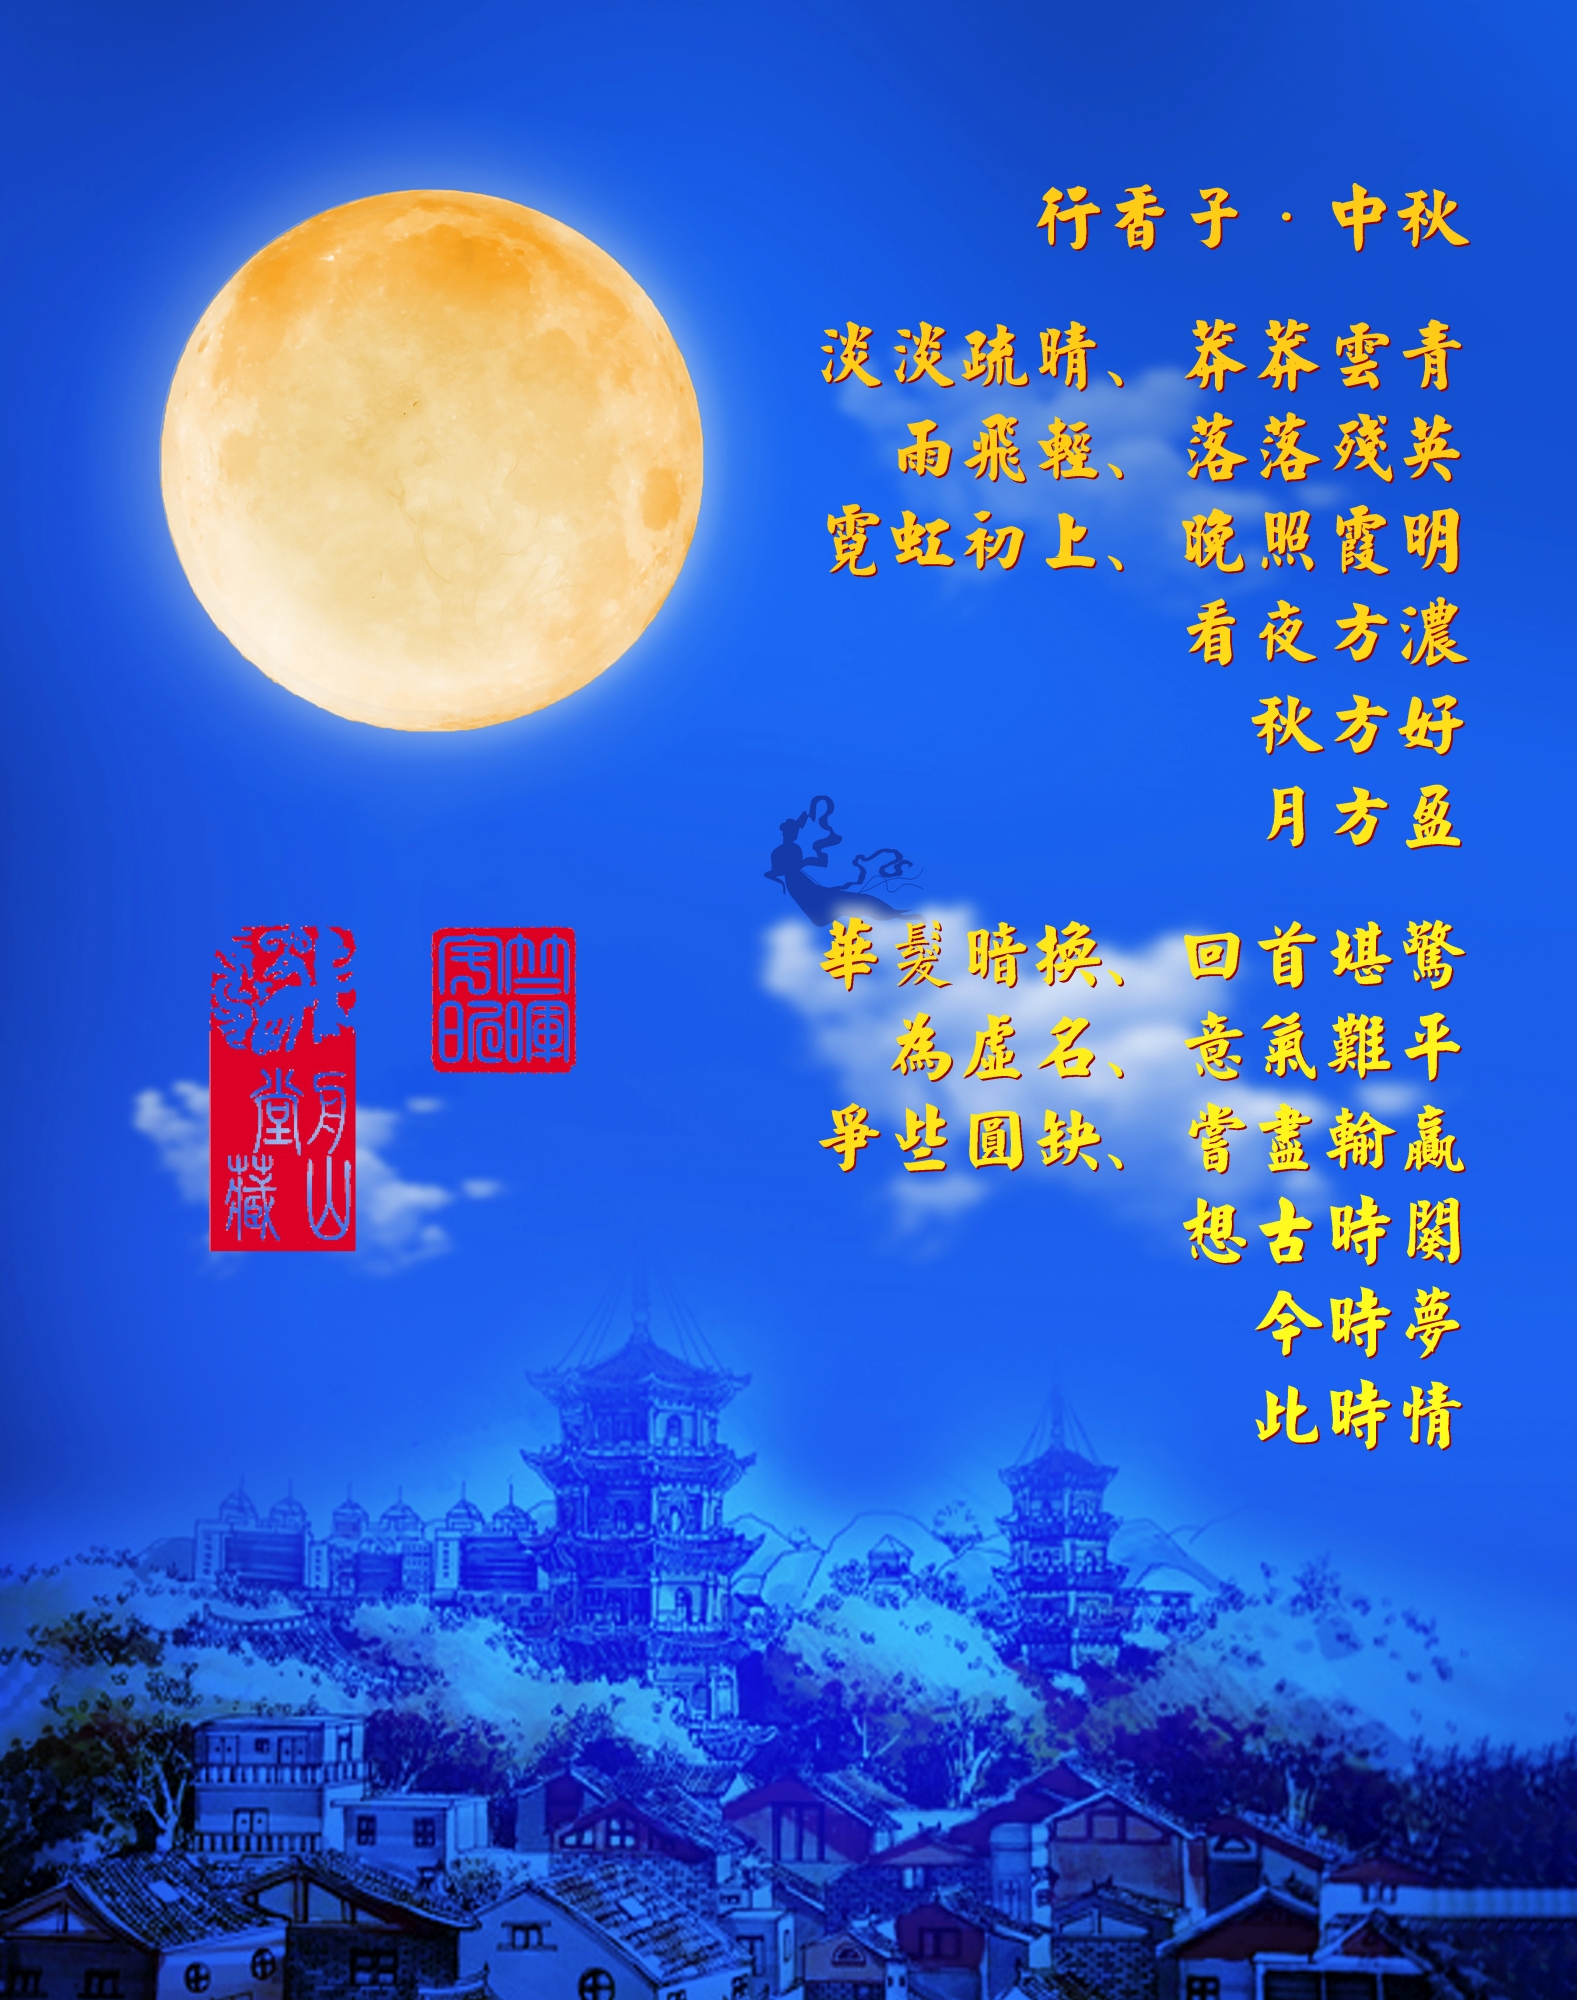 行香子·中秋
淡淡疏晴、莽莽雲青
雨飛輕、落落殘英
霓虹初上、晚照霞明
看夜方濃
秋方好
月方盈
華髮暗換、回首堪驚
為虛名、意氣難平
爭些圓缺、嘗盡輸贏
想古時闋
今時夢
此時情
月山
堂藏